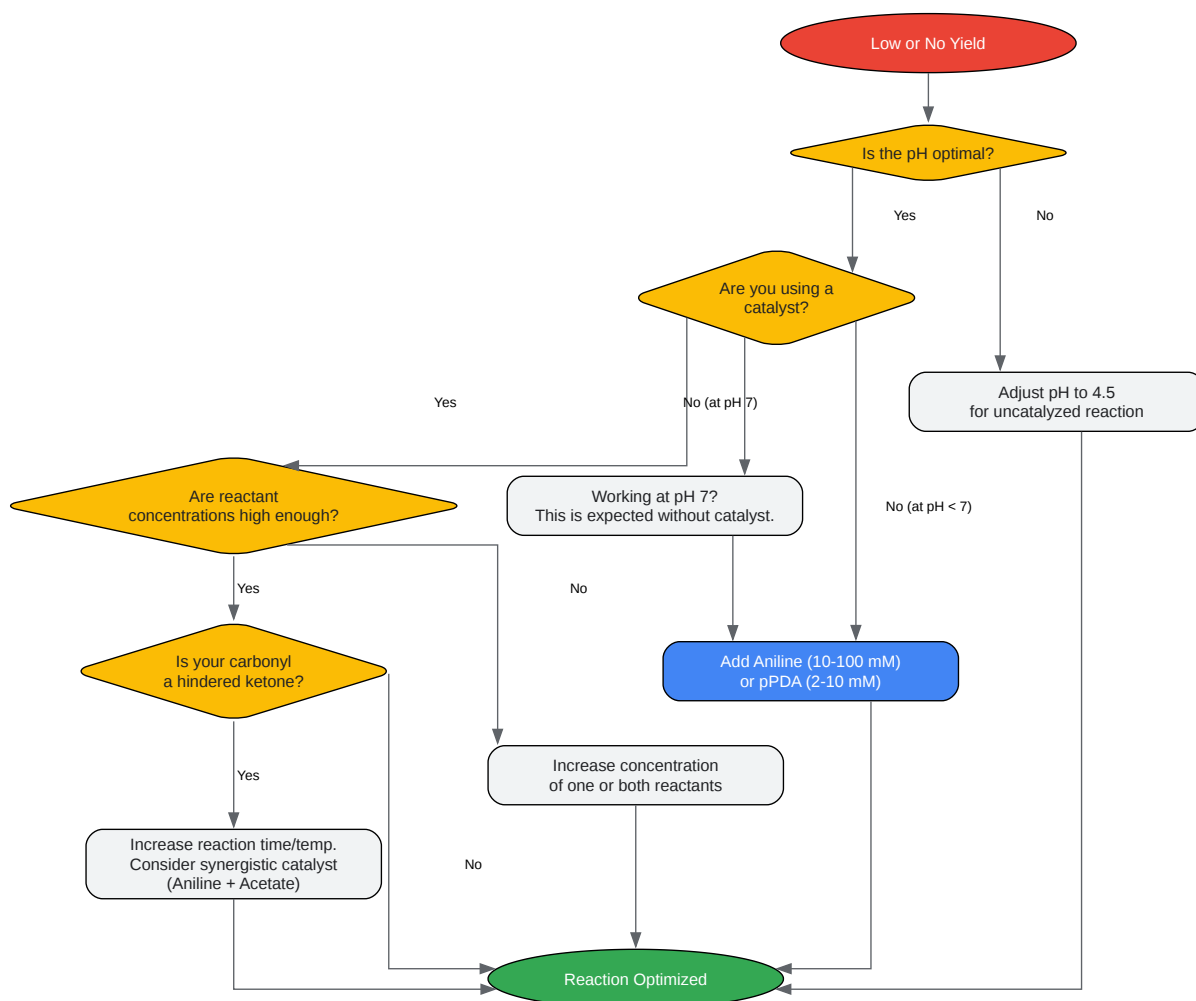 Low or No Yield
Is the pH optimal?
Yes
No
Are you using a
catalyst?
Adjust pH to 4.5
for uncatalyzed reaction
Yes
No (at pH 7)
Are reactant
concentrations high enough?
Working at pH 7?
This is expected without catalyst.
No (at pH < 7)
Yes
No
Is your carbonyl
a hindered ketone?
Add Aniline (10-100 mM)
or pPDA (2-10 mM)
Yes
Increase concentration
of one or both reactants
Increase reaction time/temp.
Consider synergistic catalyst
(Aniline + Acetate)
No
Reaction Optimized